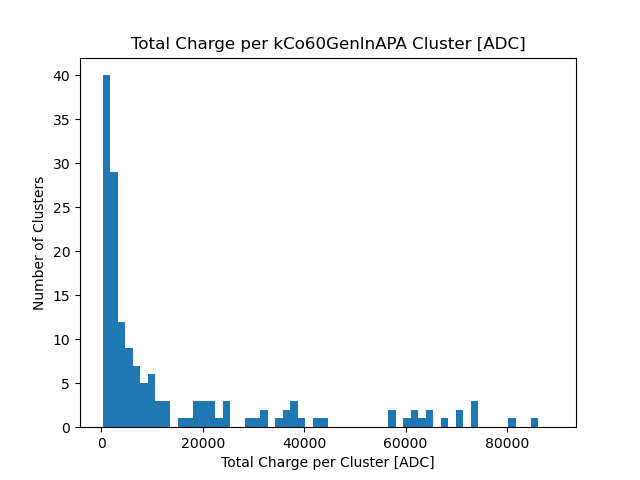 Total Charge per kCo60GenInAPA Cluster [ADC]
40
35
30
25
20
15
10
5
0
Number of Clusters
0 20000 40000 60000 80000
Total Charge per Cluster [ADC]